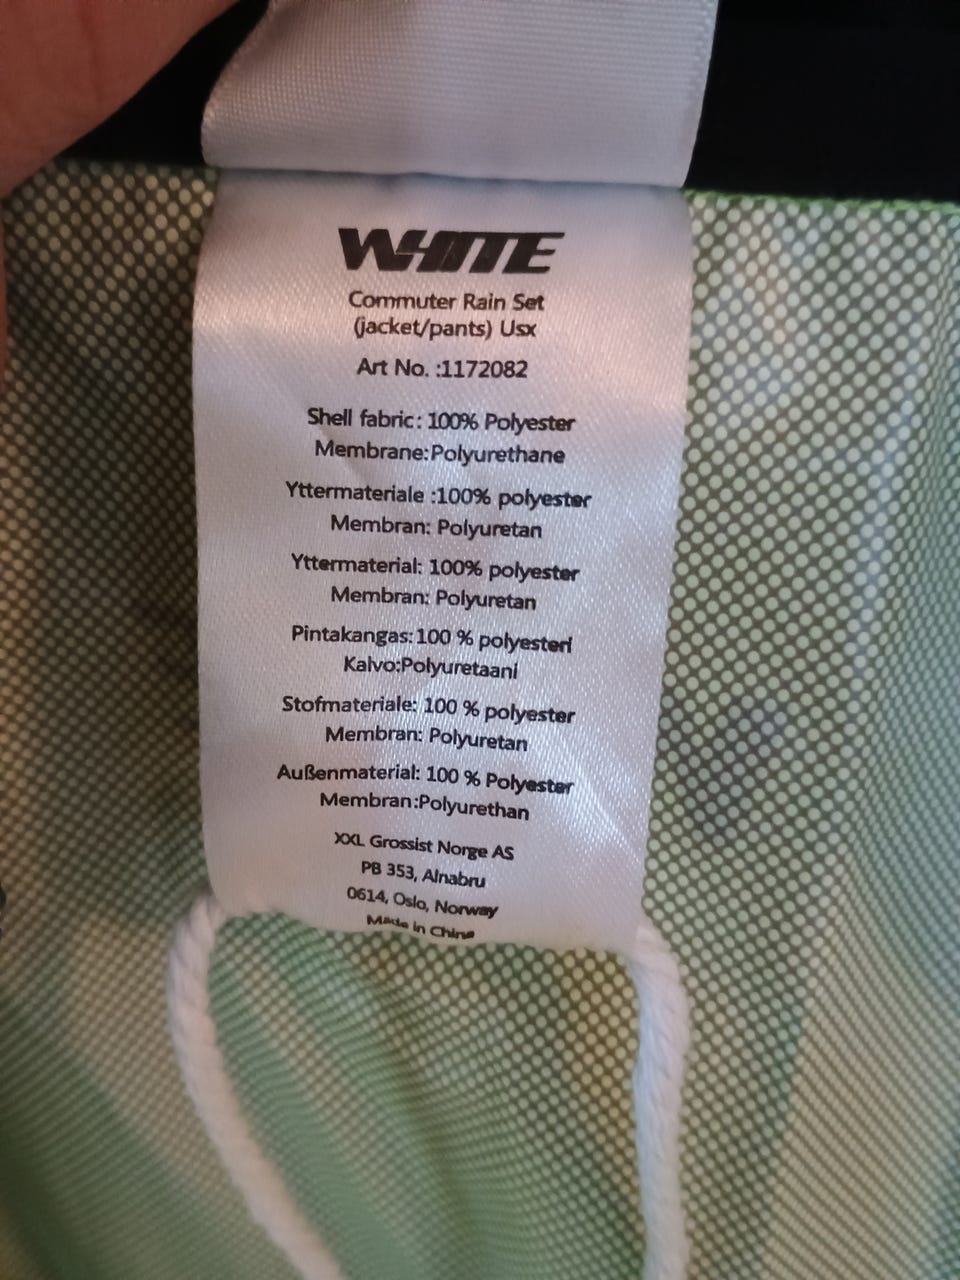 WHITE
Commuter Rain Set
(jacket/pants) Usx
Art No. :1172082
Shell fabric: 100% Polyester
Membrane:Polyurethane
Yttermateriale :100% polyester
Membran: Polyuretan
Yttermaterial: 100% polyester
Membran: Polyuretan
Pintakangas: 100 % polyesteri
Kalvo:Polyuretaani
Stofmateriale: 100 % polyester
Membran: Polyuretan
Außenmaterial: 100 % Polyester
Membran:Polyurethan
XXL Grossist Norge AS
PB 353, Alnabru
0614, Oslo, Norway
Made in China